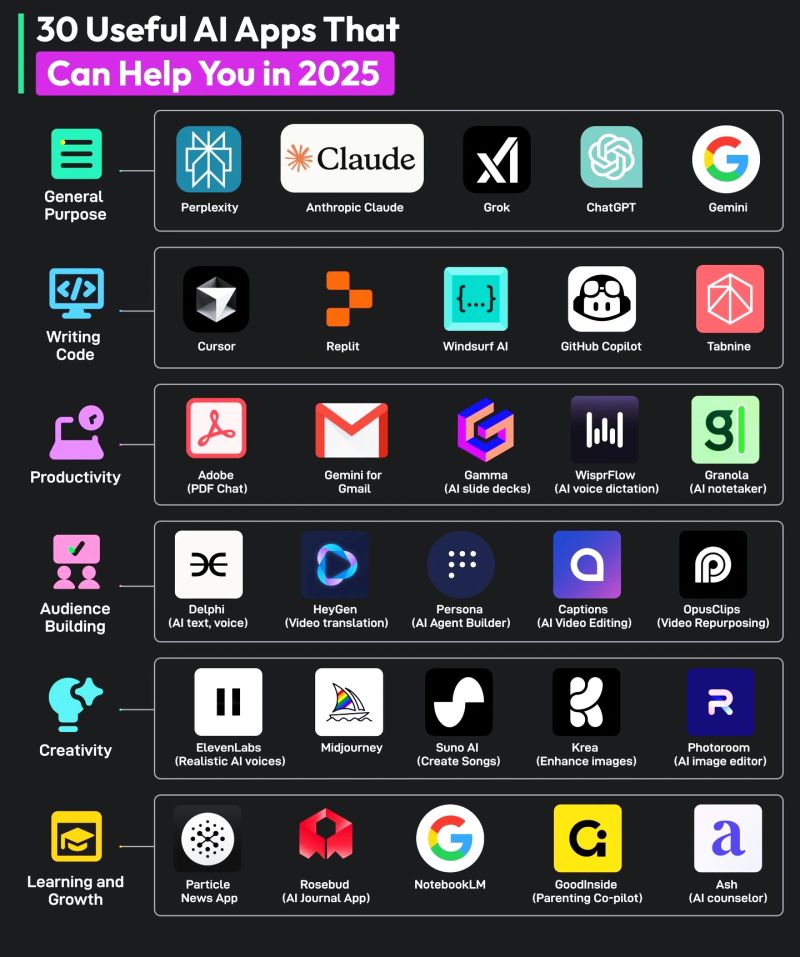 30 Useful AI Apps That
Can Help You in 2025
General
Purpose
Claude
Perplexity
Anthropic Claude
Grok
ChatGPT
Gemini
Writing
Code
Cursor
Replit
{...}
Windsurf AI
GitHub Copilot
Tabnine
Productivity
Adobe
(PDF Chat)
Gemini for
Gmail
Gamma
(AI slide decks)
WisprFlow
(AI voice dictation)
Granola
(AI notetaker)
Audience
Building
Delphi
(AI text, voice)
HeyGen
(Video translation)
Persona
(AI Agent Builder)
Captions
(AI Video Editing)
OpusClips
(Video Repurposing)
Creativity
ElevenLabs
(Realistic AI voices)
Midjourney
Suno AI
(Create Songs)
Krea
(Enhance images)
Photoroom
(AI image editor)
Learning and
Growth
Particle
News App
Rosebud
(AI Journal App)
NotebookLM
GoodInside
(Parenting Co-pilot)
a
Ash
(AI counselor)